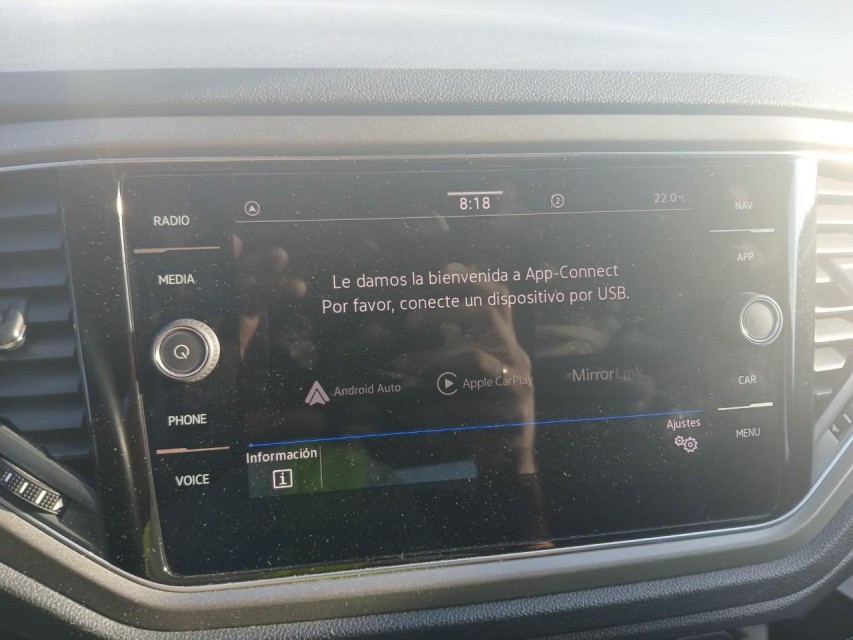 RADIO
MEDIA
PHONE
VOICE
8:18
2
22.0°C
Le damos la bienvenida a App-Connect
Por favor, conecte un dispositivo por USB.
Android Auto
Apple CarPlay
MirrorLink
Información
i
Ajustes
NAV
APP
CAR
MENU